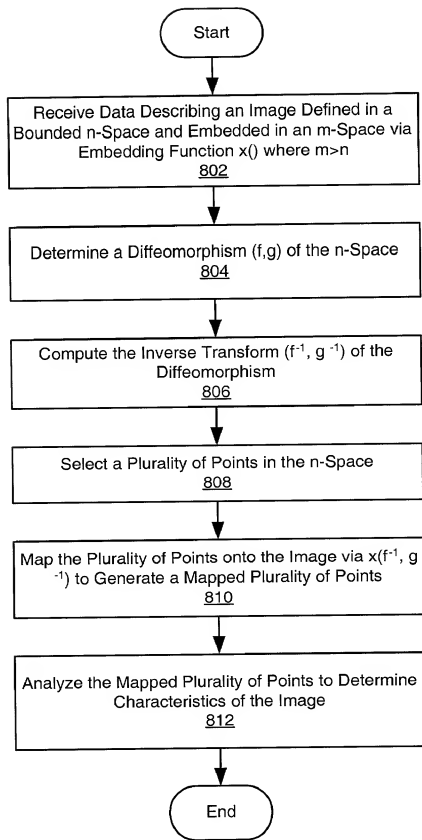 Start
Receive Data Describing an Image Defined in a
Bounded n-Space and Embedded in an m-Space via
Embedding Function x() where m>n
802
Determine a Diffeomorphism (f,g) of the n-Space
804
Compute the Inverse Transform (f⁻¹, g ⁻¹) of the
Diffeomorphism
806
Select a Plurality of Points in the n-Space
808
Map the Plurality of Points onto the Image via x(f⁻¹, g
⁻¹) to Generate a Mapped Plurality of Points
810
Analyze the Mapped Plurality of Points to Determine
Characteristics of the Image
812
End